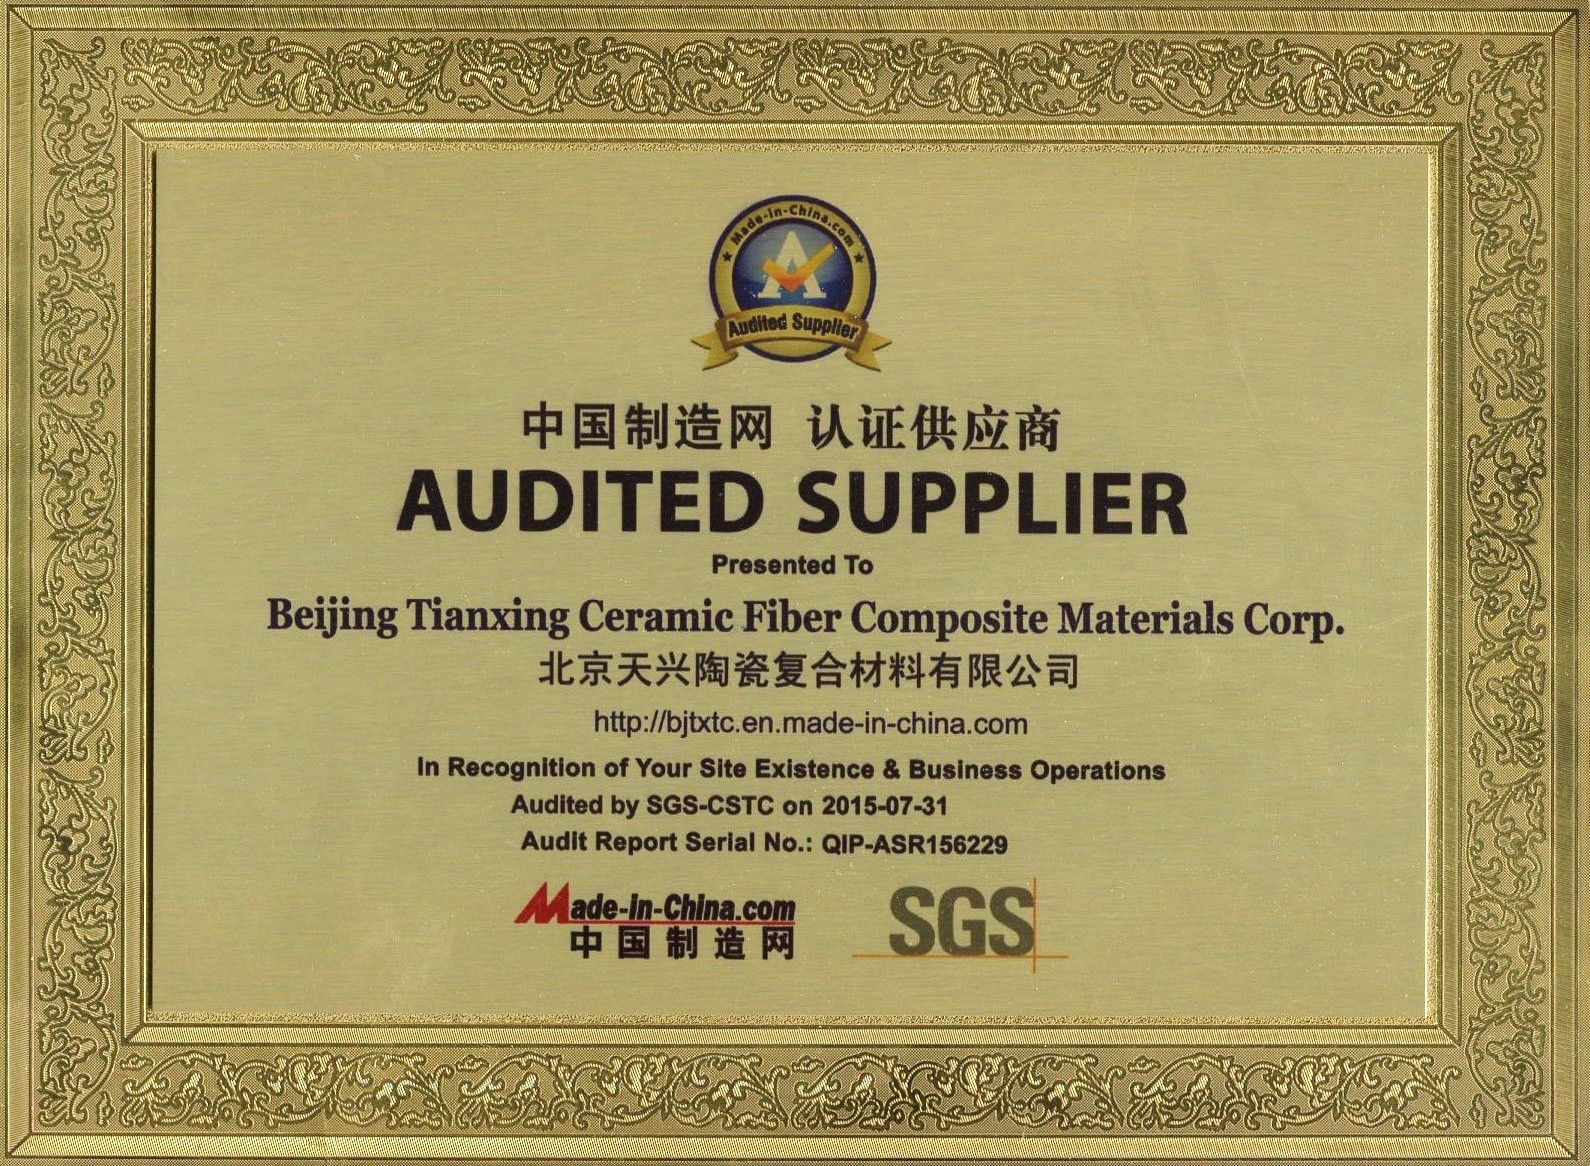 Made-in-China.com
A
Audited Supplier
中国制造网 认证供应商
AUDITED SUPPLIER
Presented To
Beijing Tianxing Ceramic Fiber Composite Materials Corp.
北京天兴陶瓷复合材料有限公司
http://bjtxtc.en.made-in-china.com
In Recognition of Your Site Existence & Business Operations
Audited by SGS-CSTC on 2015-07-31
Audit Report Serial No.: QIP-ASR156229
Made-in-China.com
中国制造网
SGS